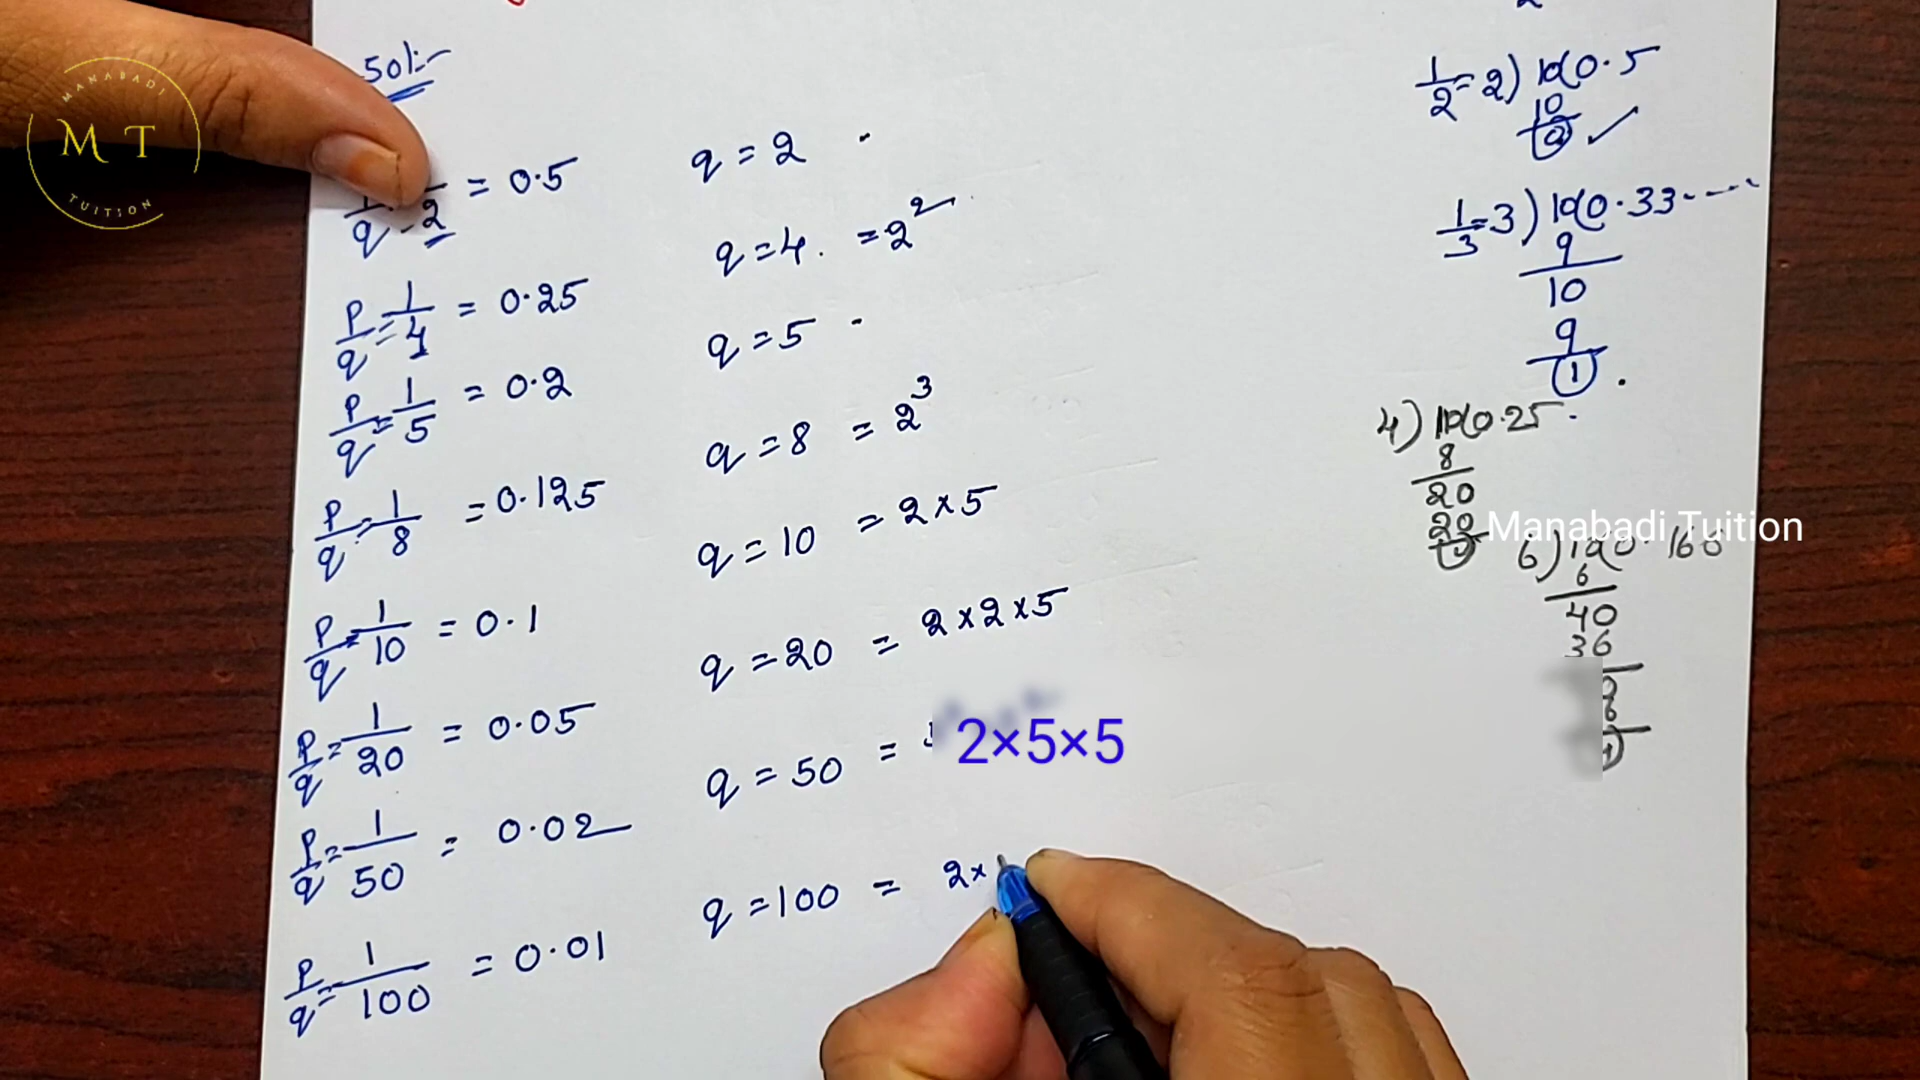 Sol:-
MANABADI
M T
TUITION
p/q = 1/2 = 0.5
p/q = 1/4 = 0.25
p/q = 1/5 = 0.2
p/q = 1/8 = 0.125
p/q = 1/10 = 0.1
p/q = 1/20 = 0.05
p/q = 1/50 = 0.02
p/q = 1/100 = 0.01
q = 2
q = 4. = 2²
q = 5
q = 8 = 2³
q = 10 = 2×5
q = 20 = 2×2×5
q = 50 = 2×5×5
q = 100 = 2×
1/2 = 2) 10(0.5
10
0
1/3 = 3) 10(0.33----
9
10
9
1
4) 10(0.25
8
20
20
0
Manabadi Tuition
6) 10(0.166
6
40
36